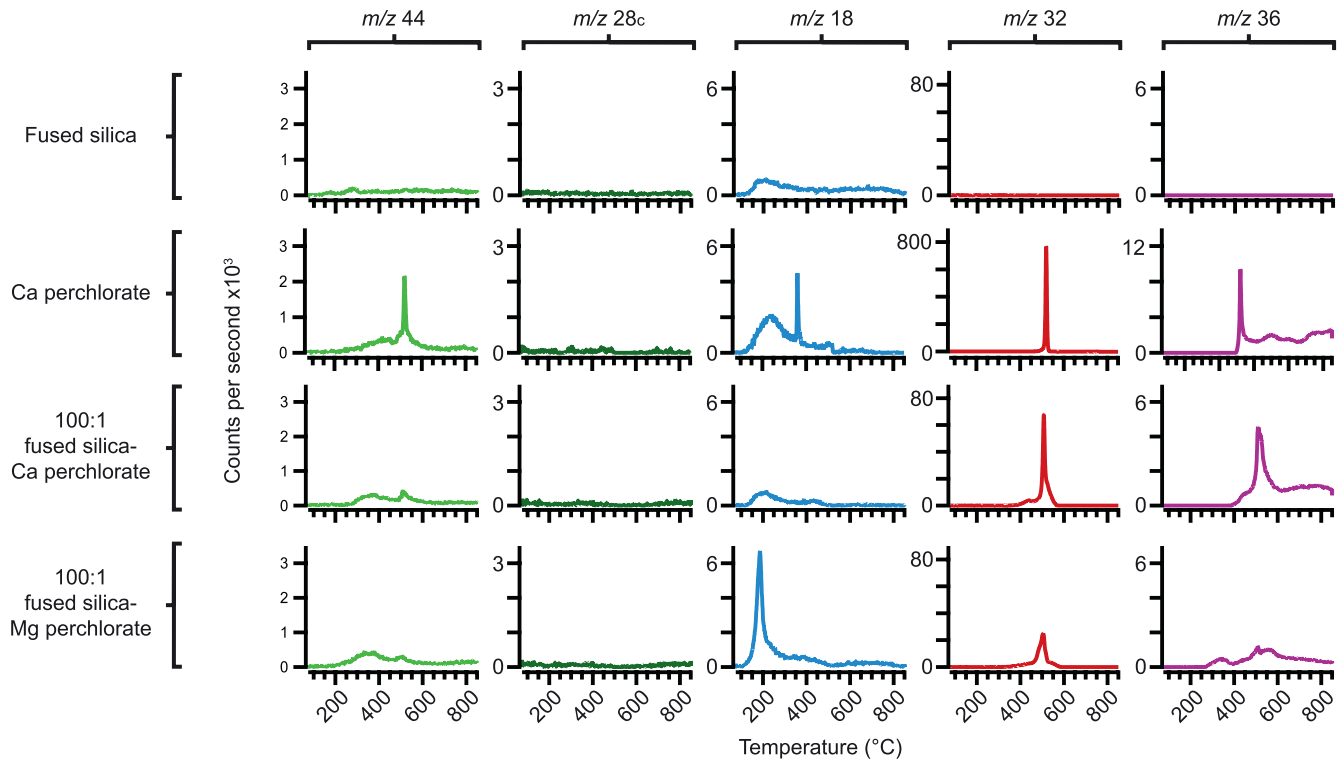 m/z 44 m/z 28c m/z 18 m/z 32 m/z 36
Fused silica
3 2 1 0
3 0
6 0
80 0
6 0
Ca perchlorate
3 2 1 0
3 0
6 0
800 0
12 0
100:1
fused silica-
Ca perchlorate
3 2 1 0
3 0
6 0
80 0
6 0
100:1
fused silica-
Mg perchlorate
3 2 1 0
3 0
6 0
80 0
6 0
Counts per second x10³
200 400 600 800
200 400 600 800
200 400 600 800
200 400 600 800
200 400 600 800
Temperature (°C)